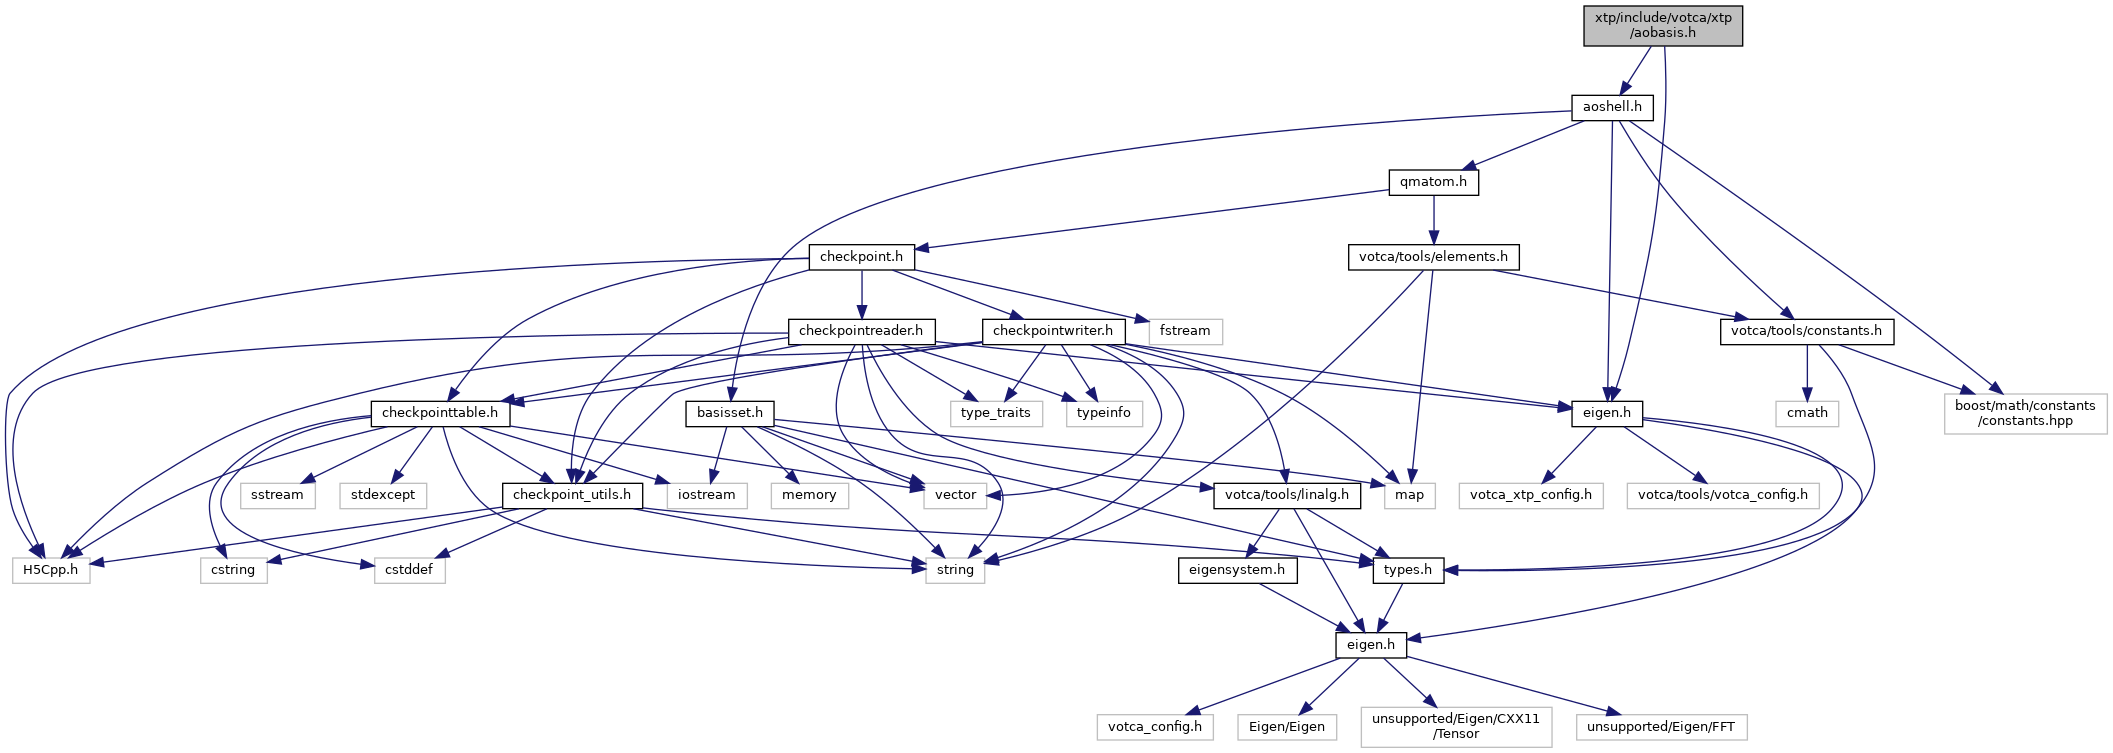 xtp/include/votca/xtp
/aobasis.h
aoshell.h
qmatom.h
checkpoint.h
votca/tools/elements.h
checkpointreader.h
checkpointwriter.h
fstream
votca/tools/constants.h
checkpointtable.h
basisset.h
type_traits
typeinfo
eigen.h
cmath
boost/math/constants
/constants.hpp
sstream
stdexcept
checkpoint_utils.h
iostream
memory
vector
votca/tools/linalg.h
map
votca_xtp_config.h
votca/tools/votca_config.h
H5Cpp.h
cstring
cstddef
string
eigensystem.h
types.h
eigen.h
votca_config.h
Eigen/Eigen
unsupported/Eigen/CXX11
/Tensor
unsupported/Eigen/FFT